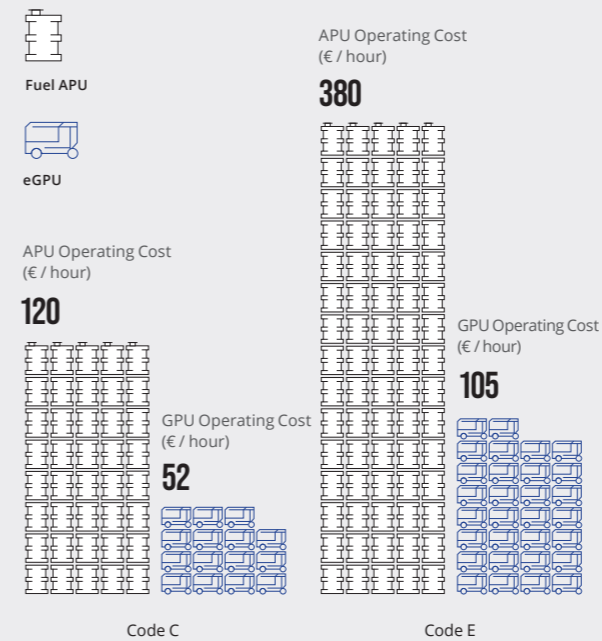 Fuel APU
eGPU
APU Operating Cost
(€ / hour)
120
GPU Operating Cost
(€ / hour)
52
Code C
APU Operating Cost
(€ / hour)
380
GPU Operating Cost
(€ / hour)
105
Code E